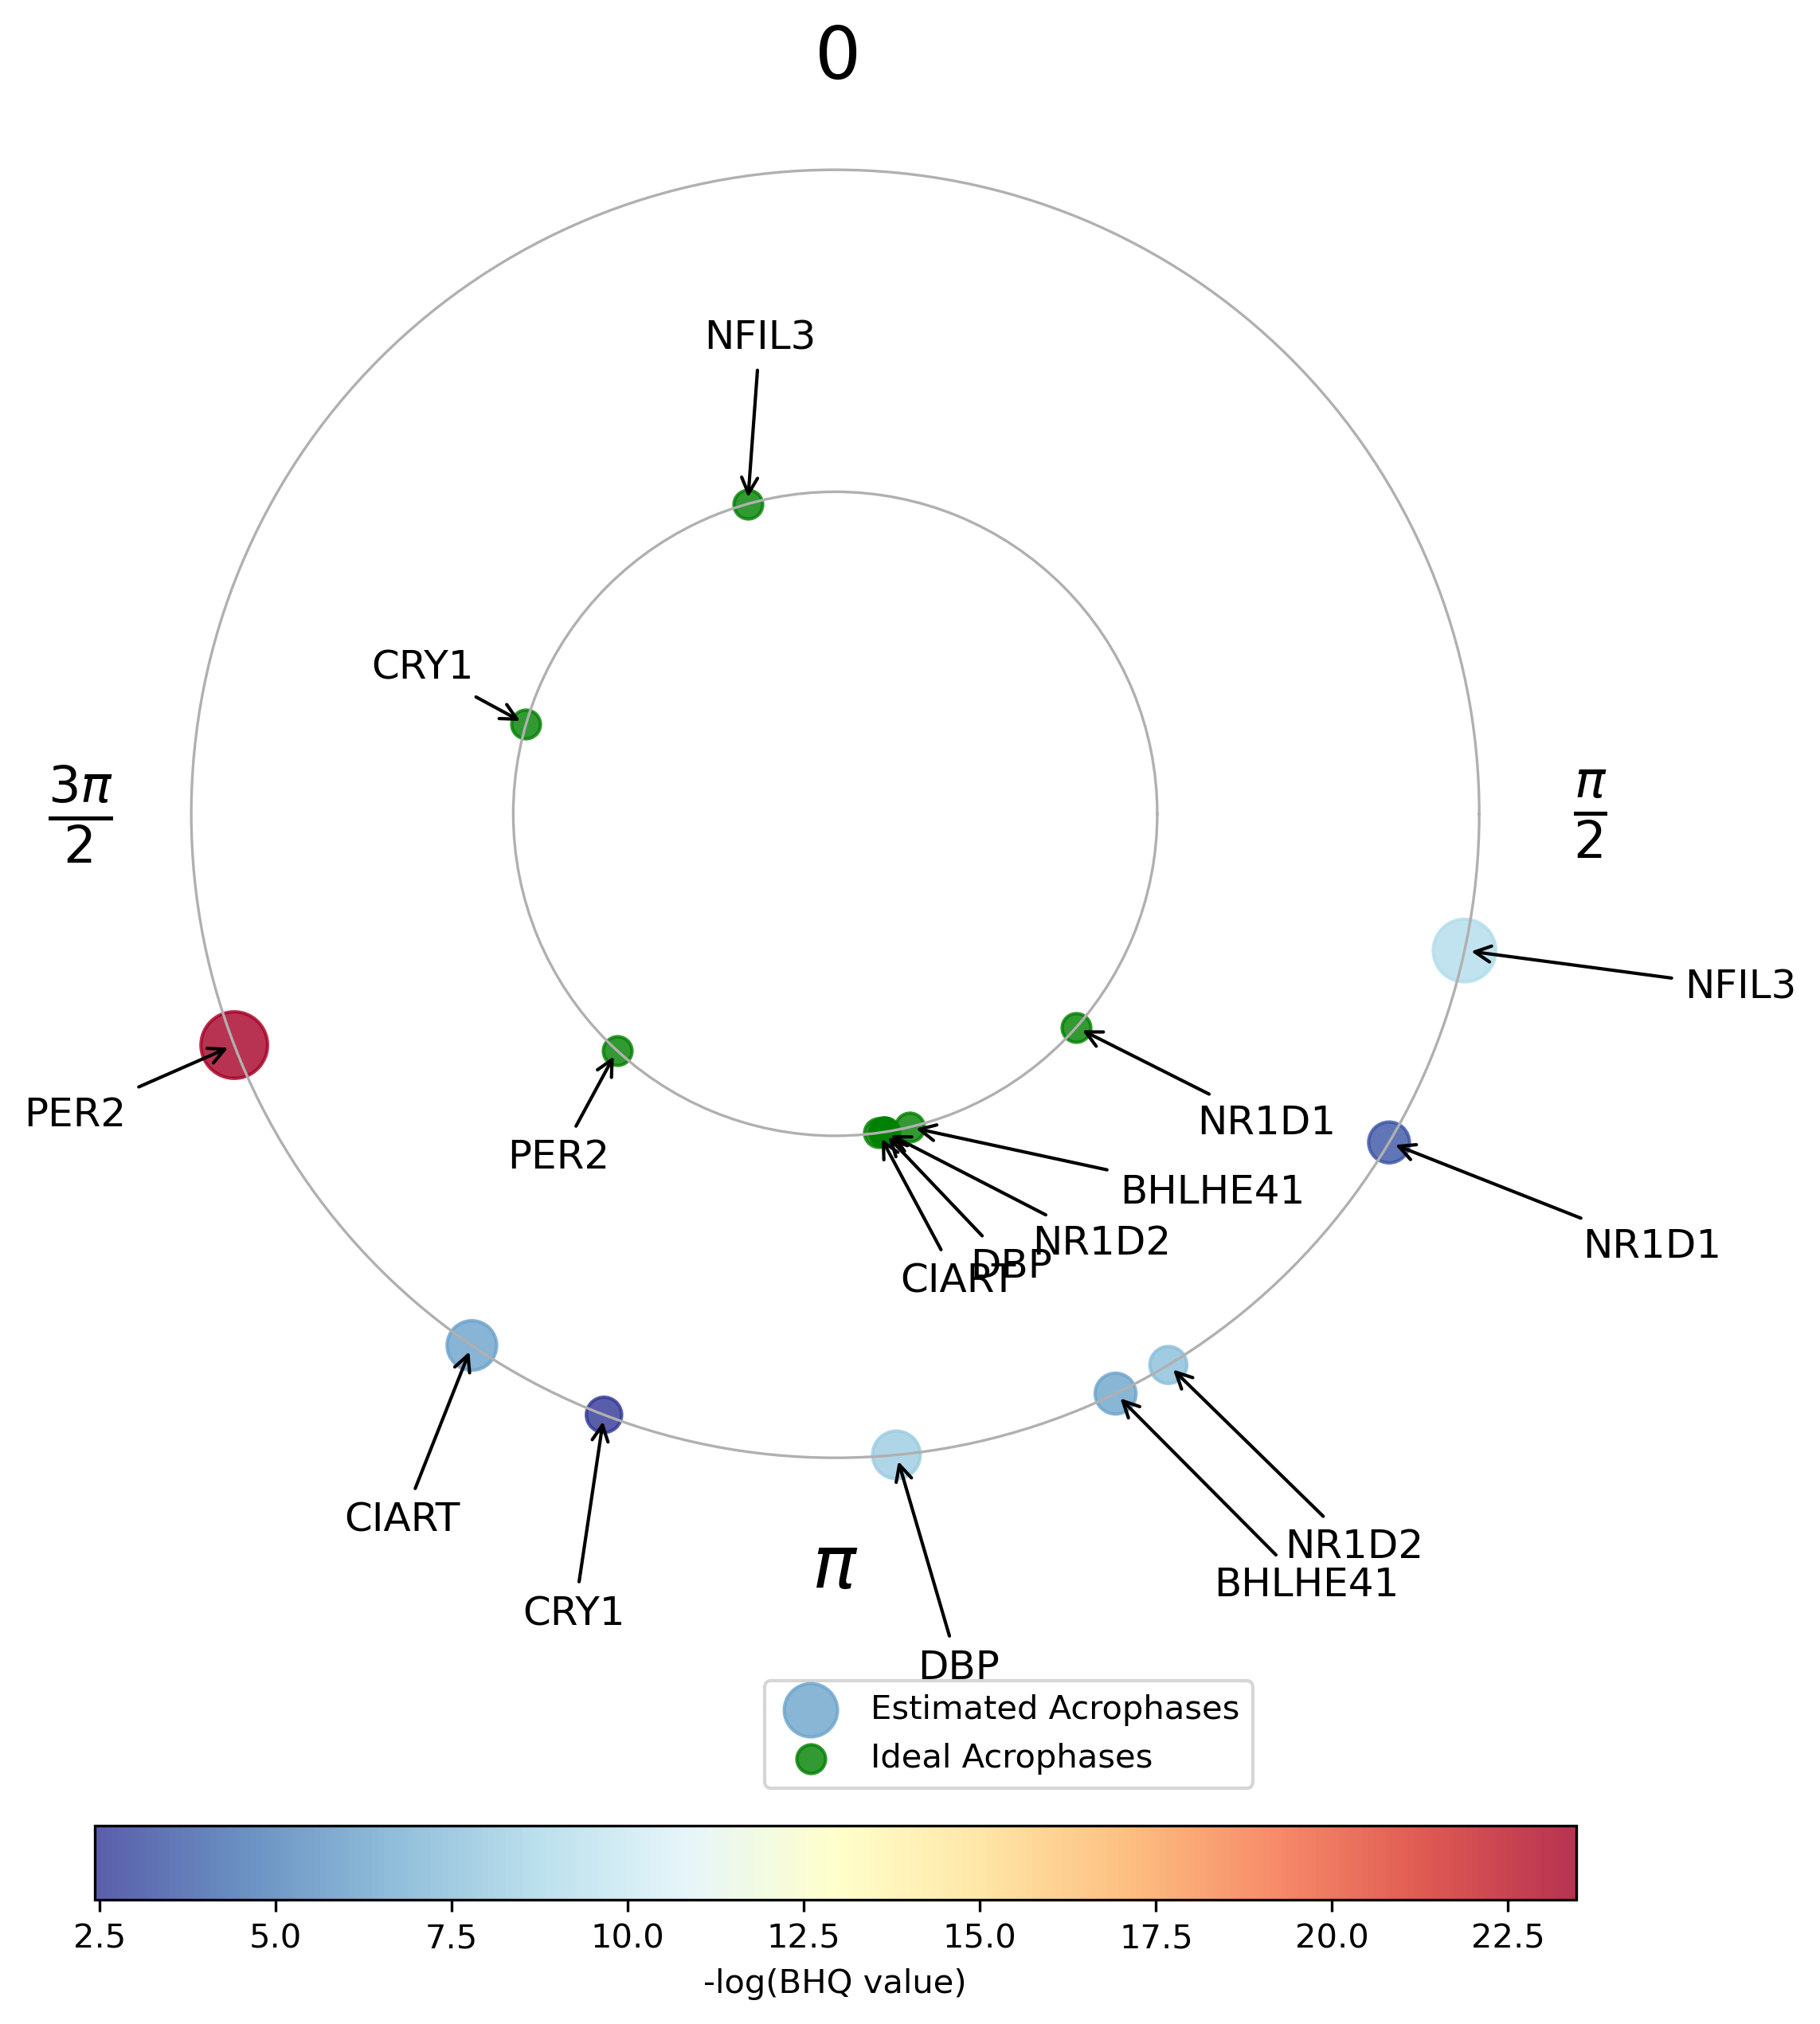 0
NFIL3
CRY1
3π/2
π/2
NFIL3
PER2
PER2
NR1D1
BHLHE41
NR1D2
DBP
CIART
NR1D1
CIART
CRY1
π
NR1D2
BHLHE41
DBP
Estimated Acrophases
Ideal Acrophases
2.5 5.0 7.5 10.0 12.5 15.0 17.5 20.0 22.5
-log(BHQ value)